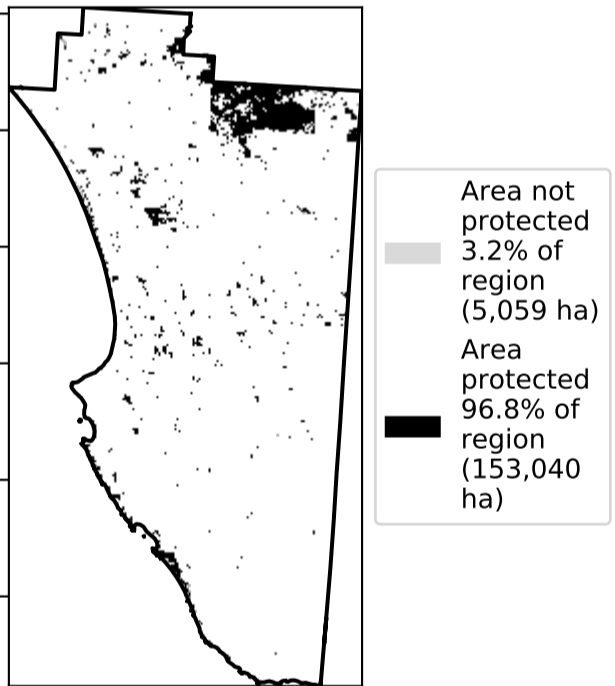 Area not
protected
3.2% of
region
(5,059 ha)
Area
protected
96.8% of
region
(153,040
ha)